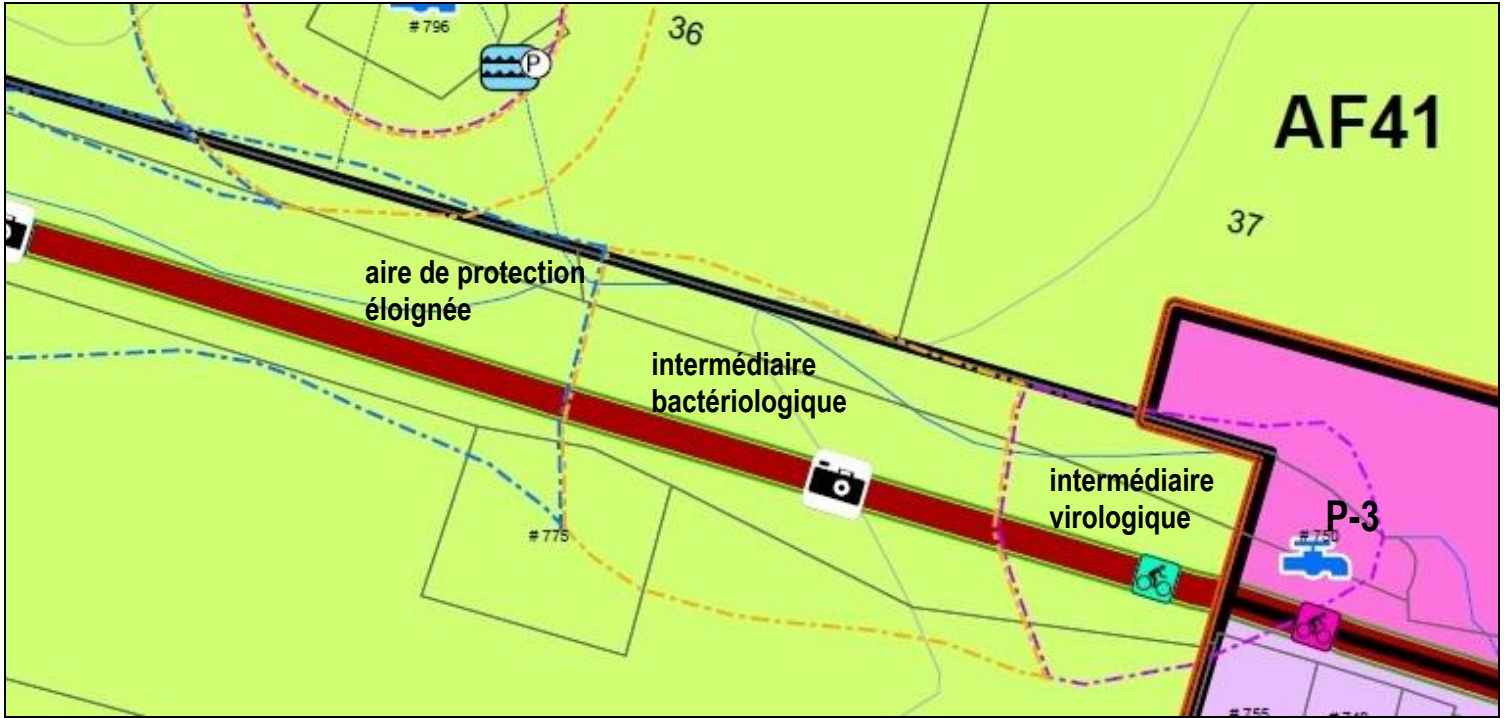 # 796
P
36
AF41
37
aire de protection
éloignée
intermédiaire
bactériologique
intermédiaire
virologique
P-3
# 750
# 775
# 755